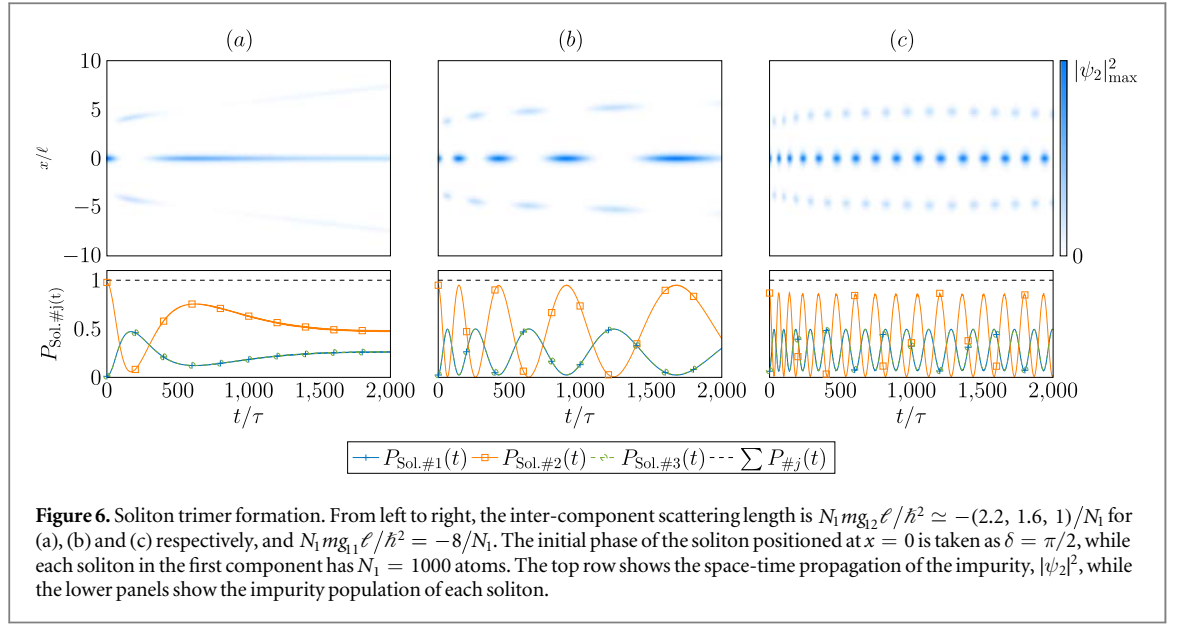 (a) (b) (c)
10
5
0
−5
−10
x/ℓ
|ψ₂|²max
0
1
0.5
0
P_Sol.#j(t)
0 500 1,000 1,500 2,000
0 500 1,000 1,500 2,000
0 500 1,000 1,500 2,000
t/τ t/τ t/τ
P_Sol.#1(t) P_Sol.#2(t) P_Sol.#3(t) ∑ P_#j(t)
Figure 6. Soliton trimer formation. From left to right, the inter-component scattering length is N₁mg₁₂ℓ/ħ² ≃ −(2.2, 1.6, 1)/N₁ for
(a), (b) and (c) respectively, and N₁mg₁₁ℓ/ħ² = −8/N₁. The initial phase of the soliton positioned at x = 0 is taken as δ = π/2, while
each soliton in the first component has N₁ = 1000 atoms. The top row shows the space-time propagation of the impurity, |ψ₂|², while
the lower panels show the impurity population of each soliton.